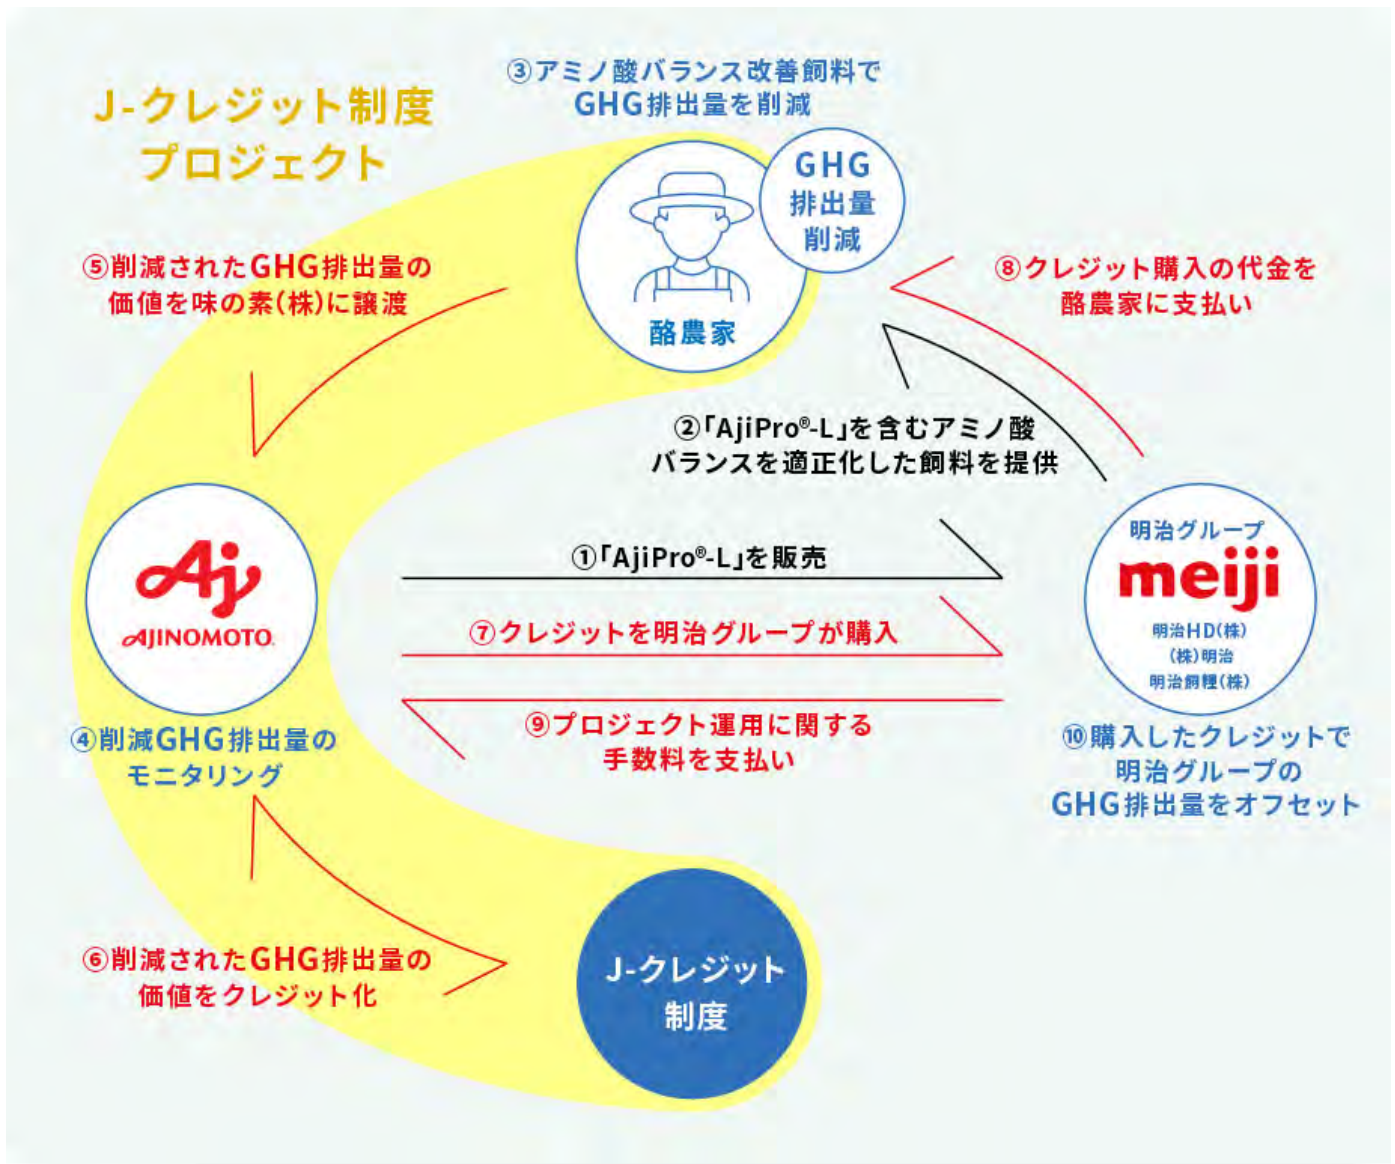 J-クレジット制度
プロジェクト
③アミノ酸バランス改善飼料で
GHG排出量を削減
GHG
排出量
削減
酪農家
⑤削減されたGHG排出量の
価値を味の素(株)に譲渡
⑧クレジット購入の代金を
酪農家に支払い
②「AjiPro®-L」を含むアミノ酸
バランスを適正化した飼料を提供
①「AjiPro®-L」を販売
⑦クレジットを明治グループが購入
⑨プロジェクト運用に関する
手数料を支払い
Aj
AJINOMOTO.
④削減GHG排出量の
モニタリング
明治グループ
meiji
明治HD(株)
(株)明治
明治飼糧(株)
⑩購入したクレジットで
明治グループの
GHG排出量をオフセット
⑥削減されたGHG排出量の
価値をクレジット化
J-クレジット
制度